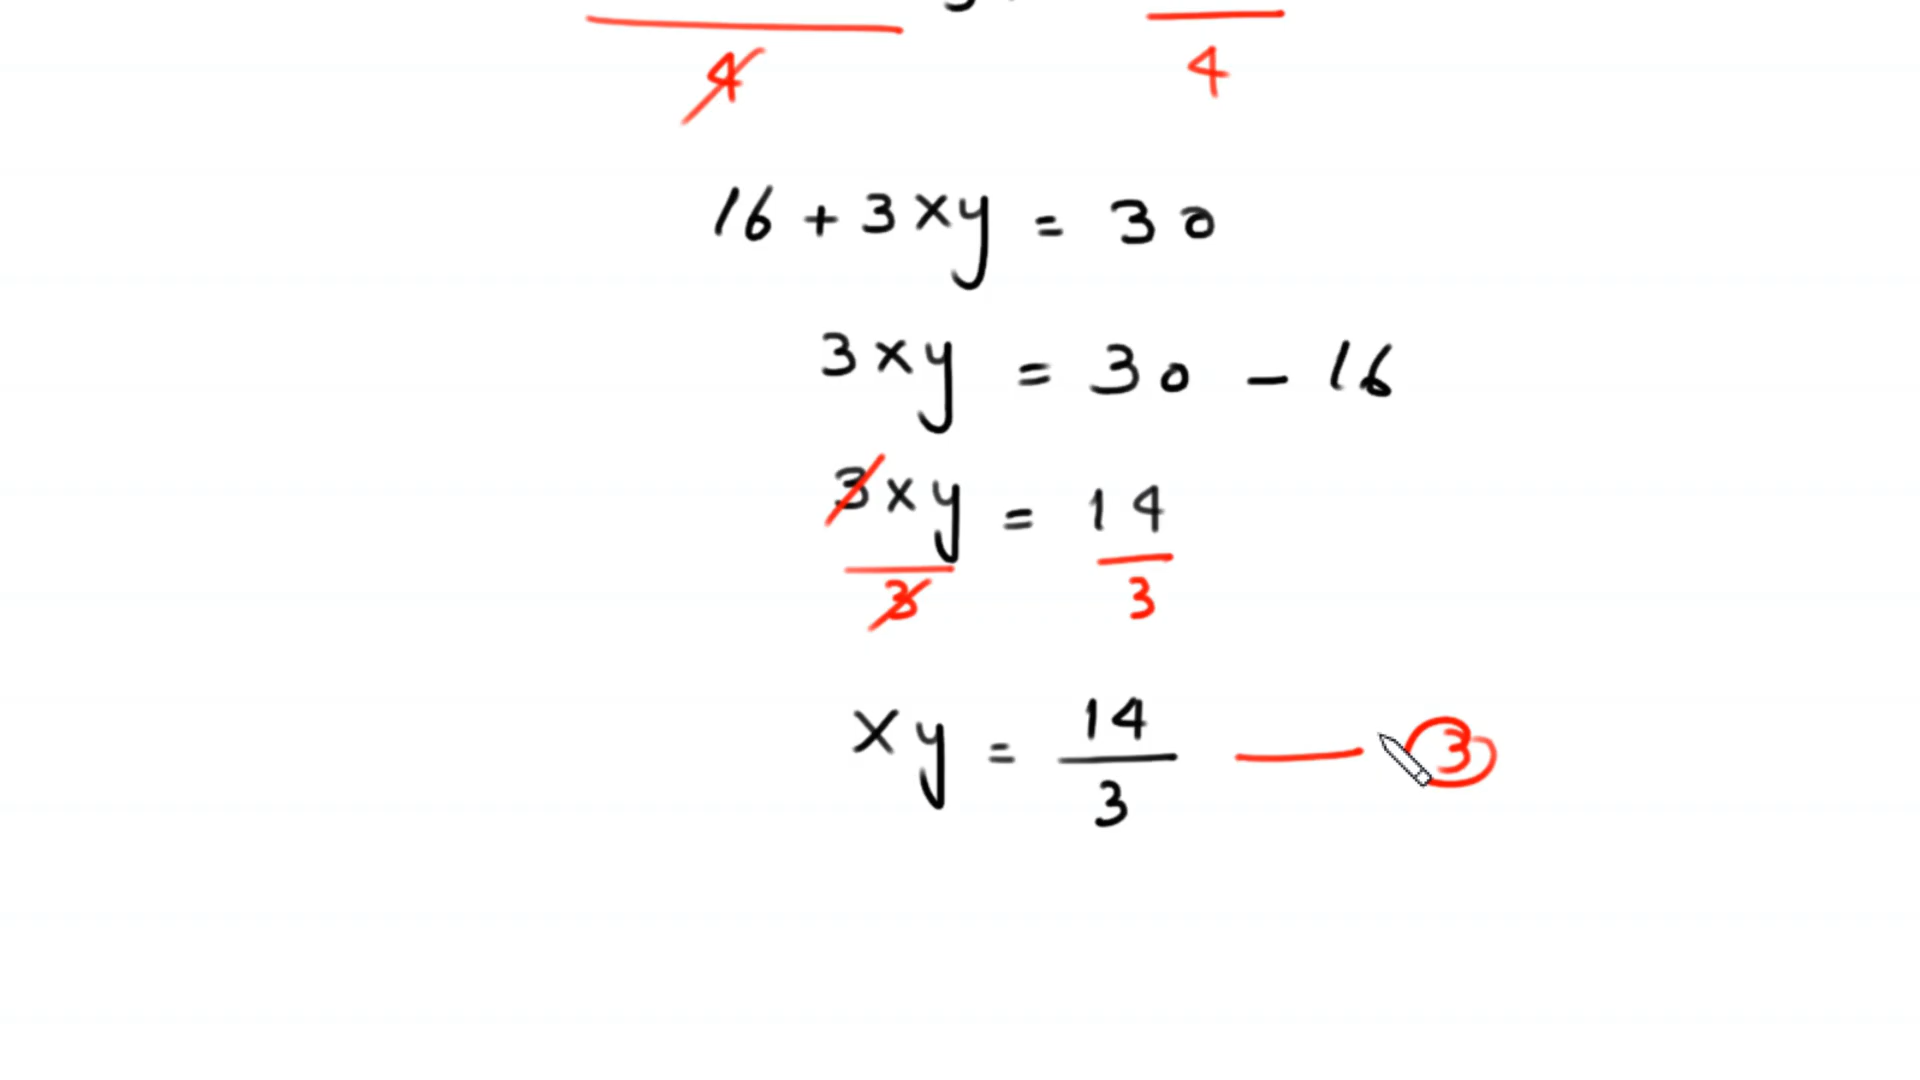 4 4
16 + 3xy = 30
3xy = 30 - 16
3xy = 14
3 3
xy = 14/3 — 3